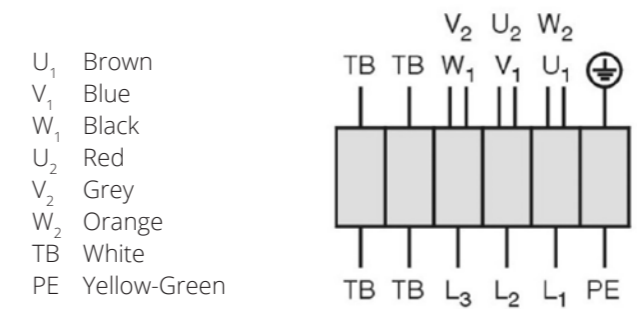 U₁ Brown
V₁ Blue
W₁ Black
U₂ Red
V₂ Grey
W₂ Orange
TB White
PE Yellow-Green
V₂ U₂ W₂
TB TB W₁ V₁ U₁
TB TB L₃ L₂ L₁ PE